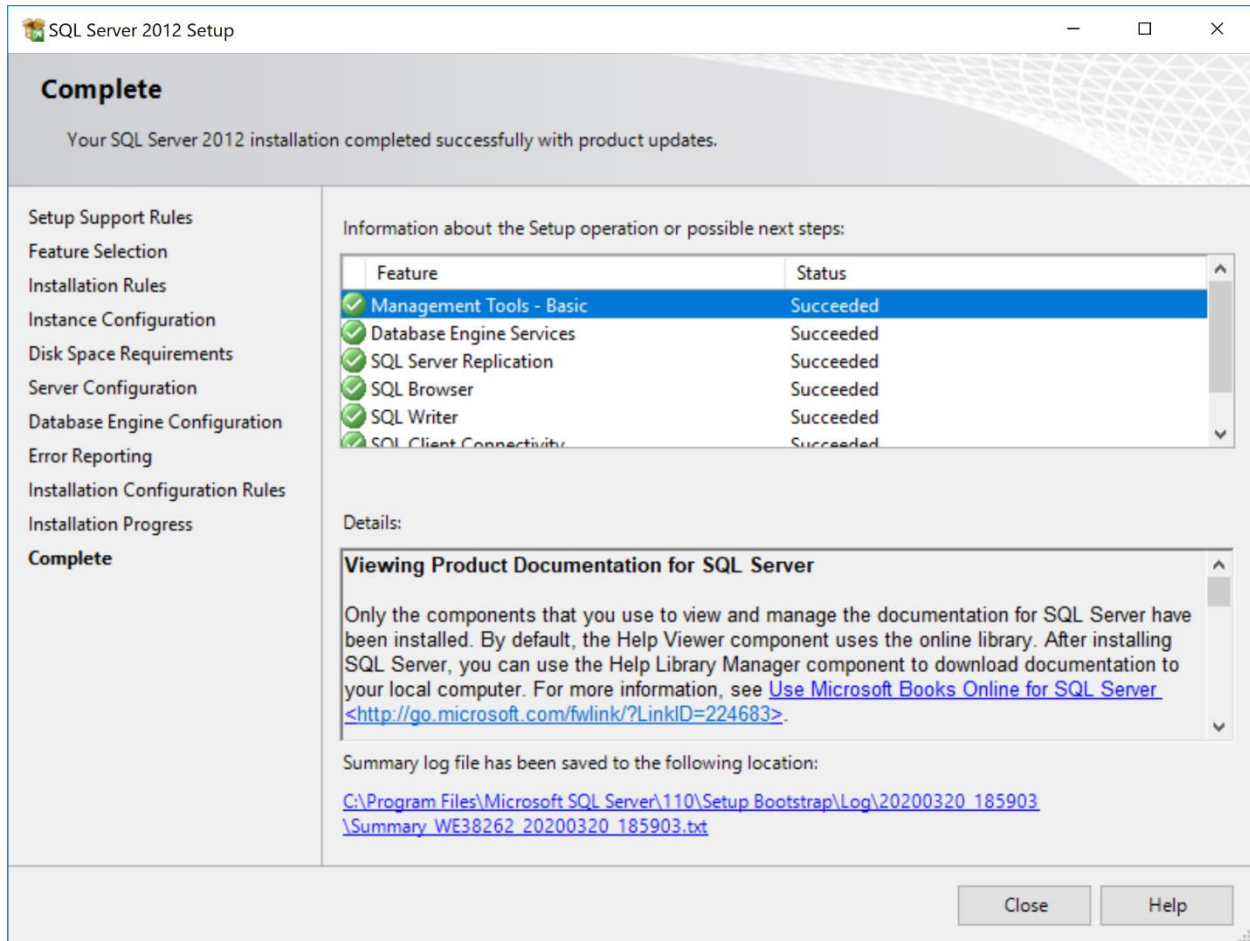 SQL Server 2012 Setup
Complete
Your SQL Server 2012 installation completed successfully with product updates.
Setup Support Rules
Feature Selection
Installation Rules
Instance Configuration
Disk Space Requirements
Server Configuration
Database Engine Configuration
Error Reporting
Installation Configuration Rules
Installation Progress
Complete
Information about the Setup operation or possible next steps:
Feature Status
Management Tools - Basic Succeeded
Database Engine Services Succeeded
SQL Server Replication Succeeded
SQL Browser Succeeded
SQL Writer Succeeded
SQL Client Connectivity Succeeded
Details:
Viewing Product Documentation for SQL Server
Only the components that you use to view and manage the documentation for SQL Server have
been installed. By default, the Help Viewer component uses the online library. After installing
SQL Server, you can use the Help Library Manager component to download documentation to
your local computer. For more information, see Use Microsoft Books Online for SQL Server
<http://go.microsoft.com/fwlink/?LinkID=224683>.
Summary log file has been saved to the following location:
C:\Program Files\Microsoft SQL Server\110\Setup Bootstrap\Log\20200320_185903
\Summary_WE38262_20200320_185903.txt
Close Help